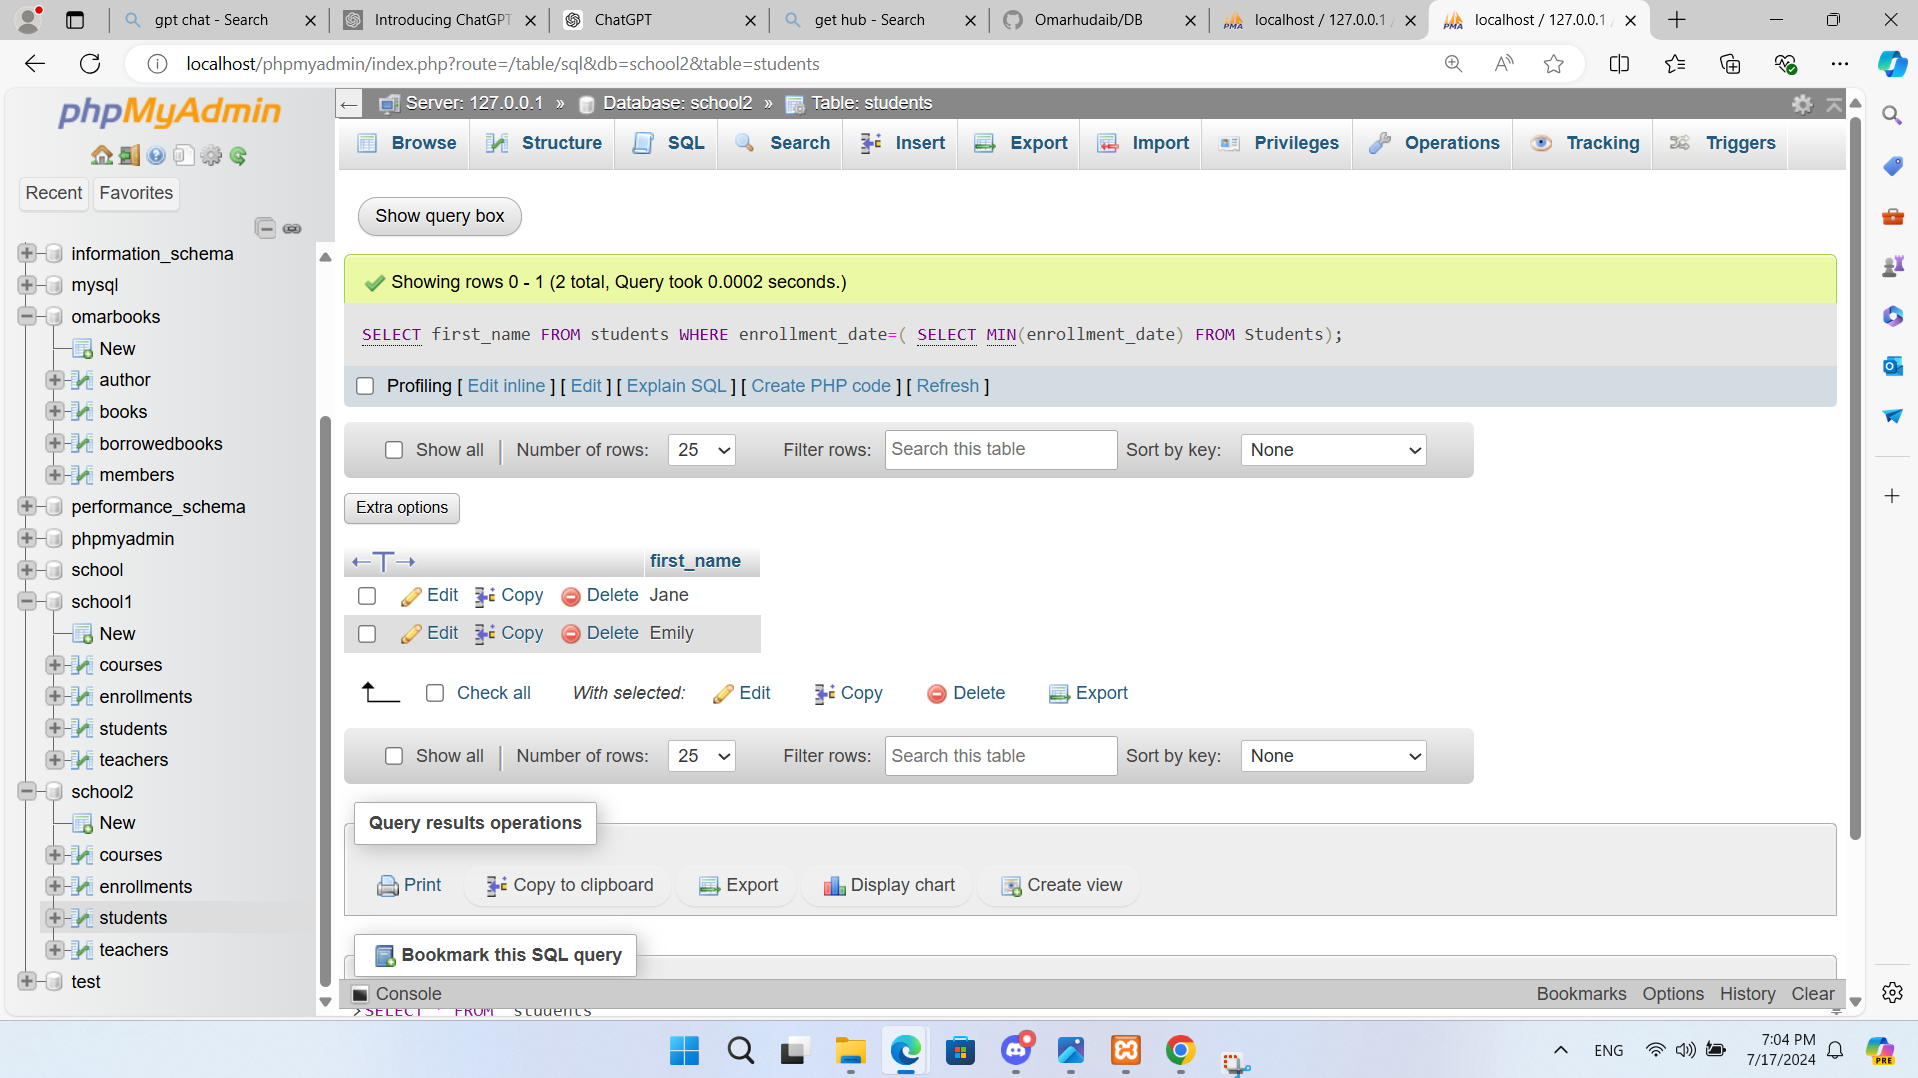 gpt chat - Search
Introducing ChatGPT
ChatGPT
get hub - Search
Omarhudaib/DB
localhost / 127.0.0.1 /
localhost / 127.0.0.1 /
localhost/phpmyadmin/index.php?route=/table/sql&db=school2&table=students
phpMyAdmin
Recent
Favorites
information_schema
mysql
omarbooks
New
author
books
borrowedbooks
members
performance_schema
phpmyadmin
school
school1
New
courses
enrollments
students
teachers
school2
New
courses
enrollments
students
teachers
test
Server: 127.0.0.1 » Database: school2 » Table: students
Browse
Structure
SQL
Search
Insert
Export
Import
Privileges
Operations
Tracking
Triggers
Show query box
Showing rows 0 - 1 (2 total, Query took 0.0002 seconds.)
SELECT first_name FROM students WHERE enrollment_date=( SELECT MIN(enrollment_date) FROM Students);
Profiling [ Edit inline ] [ Edit ] [ Explain SQL ] [ Create PHP code ] [ Refresh ]
Show all | Number of rows: 25 Filter rows: Search this table Sort by key: None
Extra options
first_name
Edit Copy Delete Jane
Edit Copy Delete Emily
Check all With selected: Edit Copy Delete Export
Show all | Number of rows: 25 Filter rows: Search this table Sort by key: None
Query results operations
Print Copy to clipboard Export Display chart Create view
Bookmark this SQL query
Console Bookmarks Options History Clear
>SELECT * FROM `students`
ENG
7:04 PM
7/17/2024
PRE